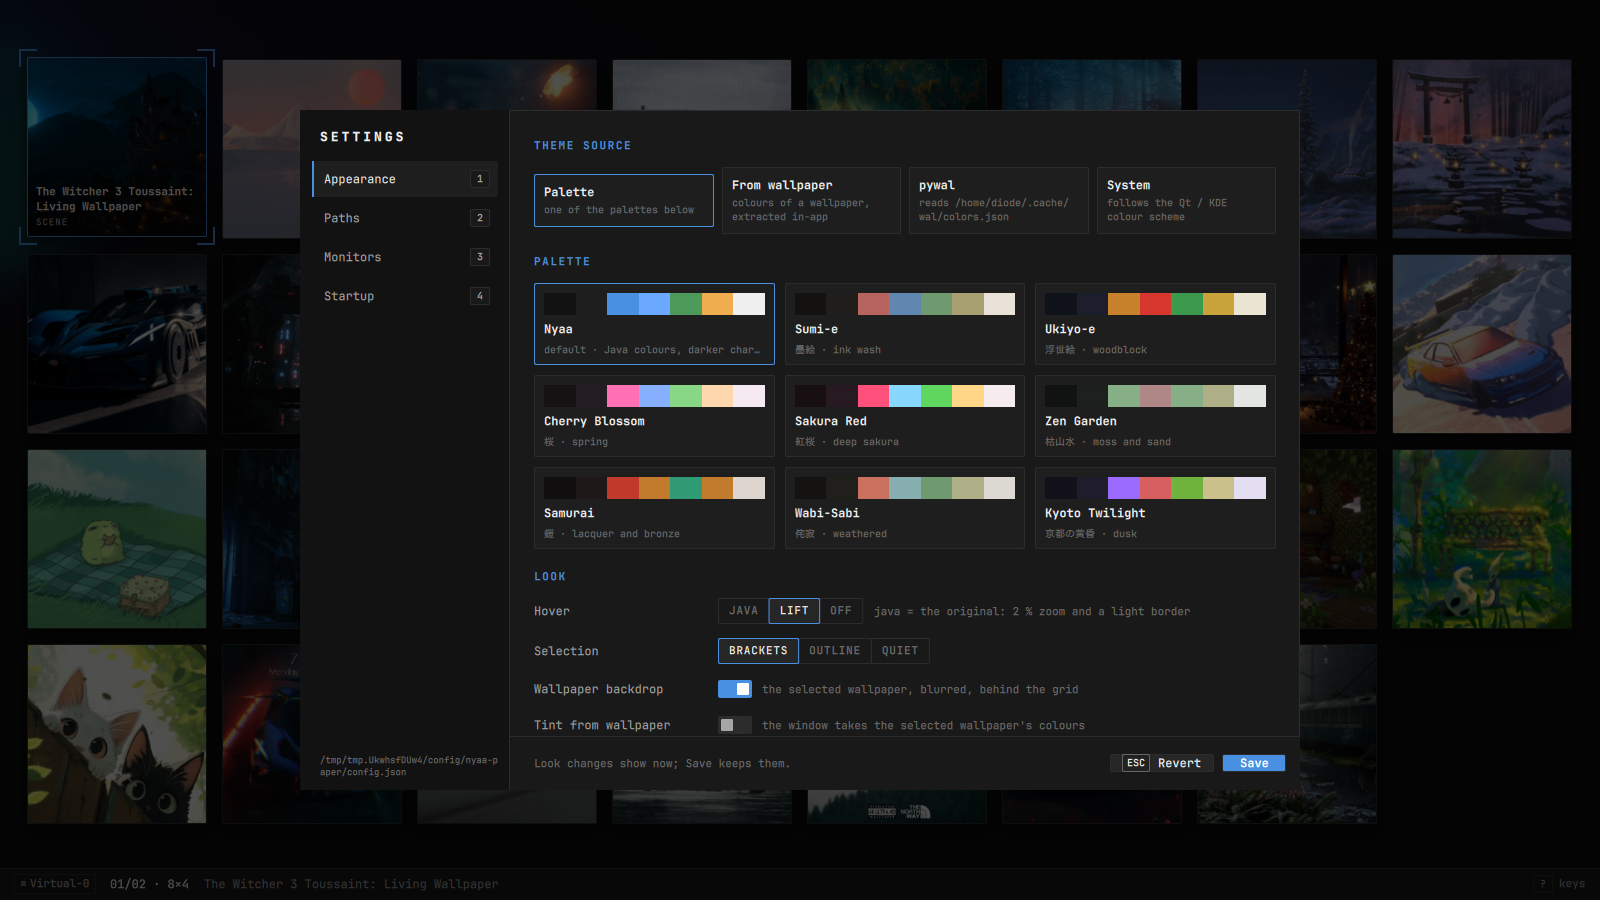 SETTINGS
Appearance 1
Paths 2
Monitors 3
Startup 4
/tmp/tmp.UkwhsfDUw4/config/nyaa-p
aper/config.json
THEME SOURCE
Palette
one of the palettes below
From wallpaper
colours of a wallpaper,
extracted in-app
pywal
reads /home/diode/.cache/
wal/colors.json
System
follows the Qt / KDE
colour scheme
PALETTE
Nyaa
default · Java colours, darker char…
Sumi-e
墨絵 · ink wash
Ukiyo-e
浮世絵 · woodblock
Cherry Blossom
桜 · spring
Sakura Red
紅桜 · deep sakura
Zen Garden
枯山水 · moss and sand
Samurai
鎧 · lacquer and bronze
Wabi-Sabi
侘寂 · weathered
Kyoto Twilight
京都の黄昏 · dusk
LOOK
Hover JAVA LIFT OFF java = the original: 2 % zoom and a light border
Selection BRACKETS OUTLINE QUIET
Wallpaper backdrop the selected wallpaper, blurred, behind the grid
Tint from wallpaper the window takes the selected wallpaper's colours
Look changes show now; Save keeps them. ESC Revert Save
The Witcher 3 Toussaint:
Living Wallpaper
SCENE
THE
NORTH
WAY
Virtual-0 01/02 · 8×4 The Witcher 3 Toussaint: Living Wallpaper ? keys